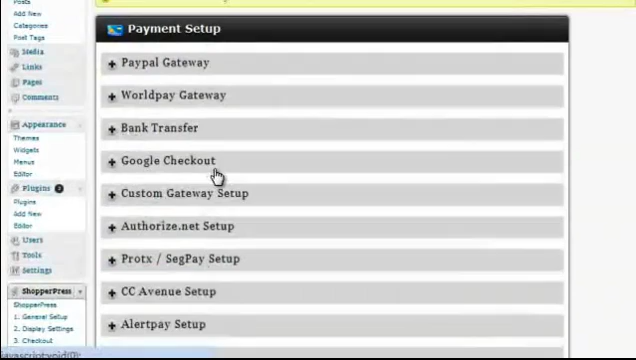 Posts
Add New
Categories
Post Tags
Media
Links
Pages
Comments
Appearance
Themes
Widgets
Menus
Editor
Plugins
Plugins
Add New
Editor
Users
Tools
Settings
ShopperPress
ShopperPress
1. General Setup
2. Display Settings
3. Checkout
javascript:void(0);
Payment Setup
Paypal Gateway
Worldpay Gateway
Bank Transfer
Google Checkout
Custom Gateway Setup
Authorize.net Setup
Protx / SegPay Setup
CC Avenue Setup
Alertpay Setup